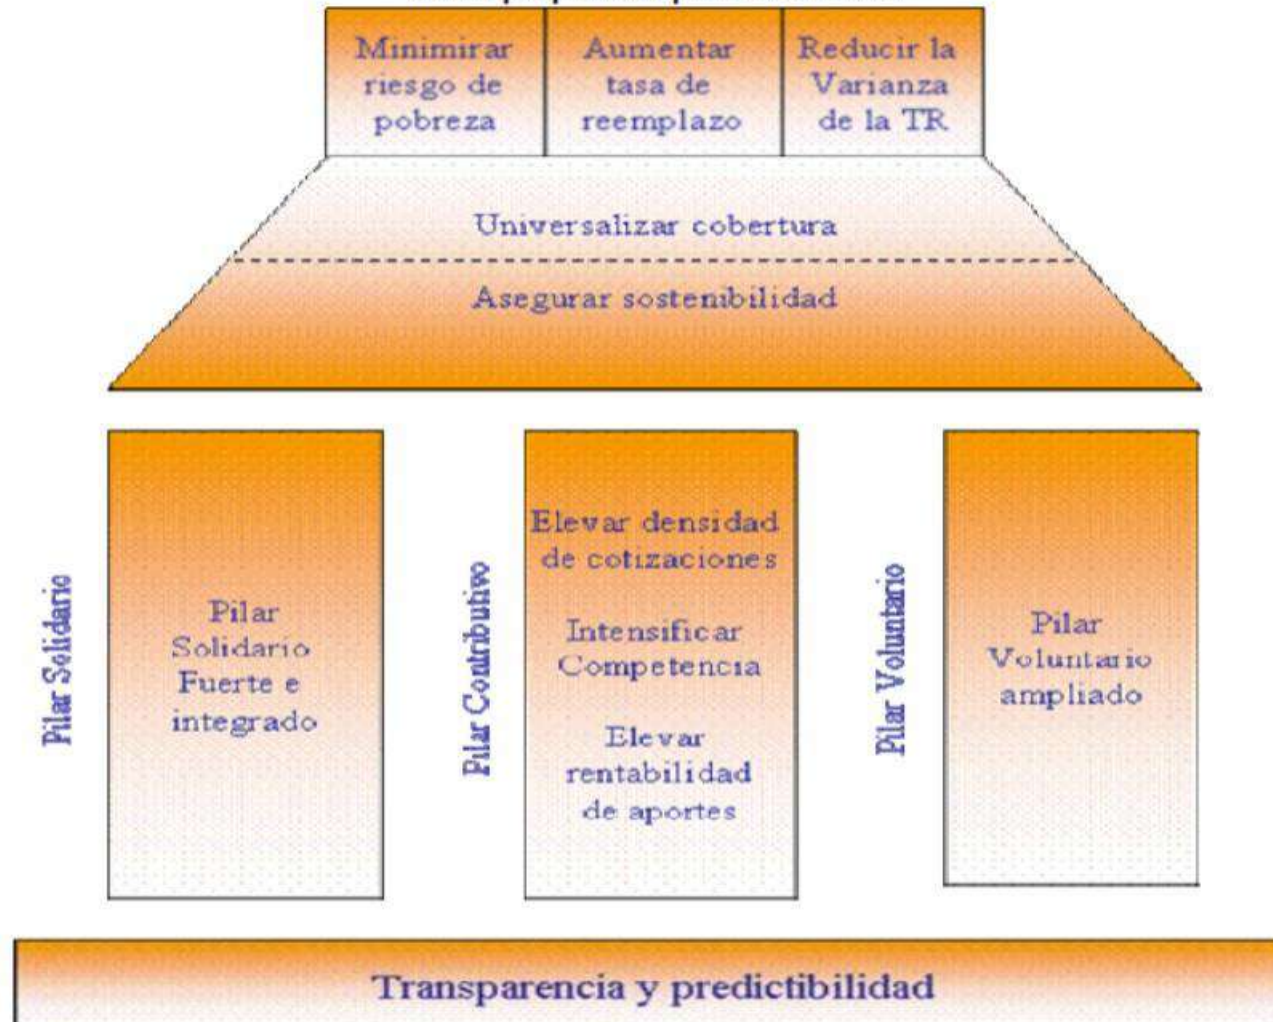 Minimirar
riesgo de
pobreza
Aumentar
tasa de
reemplazo
Reducir la
Varianza
de la TR
Universalizar cobertura
Asegurar sostenibilidad
Pilar Solidario
Pilar
Solidario
Fuerte e
integrado
Pilar Contributivo
Elevar densidad
de cotizaciones
Intensificar
Competencia
Elevar
rentabilidad
de aportes
Pilar Voluntario
Pilar
Voluntario
ampliado
Transparencia y predictibilidad